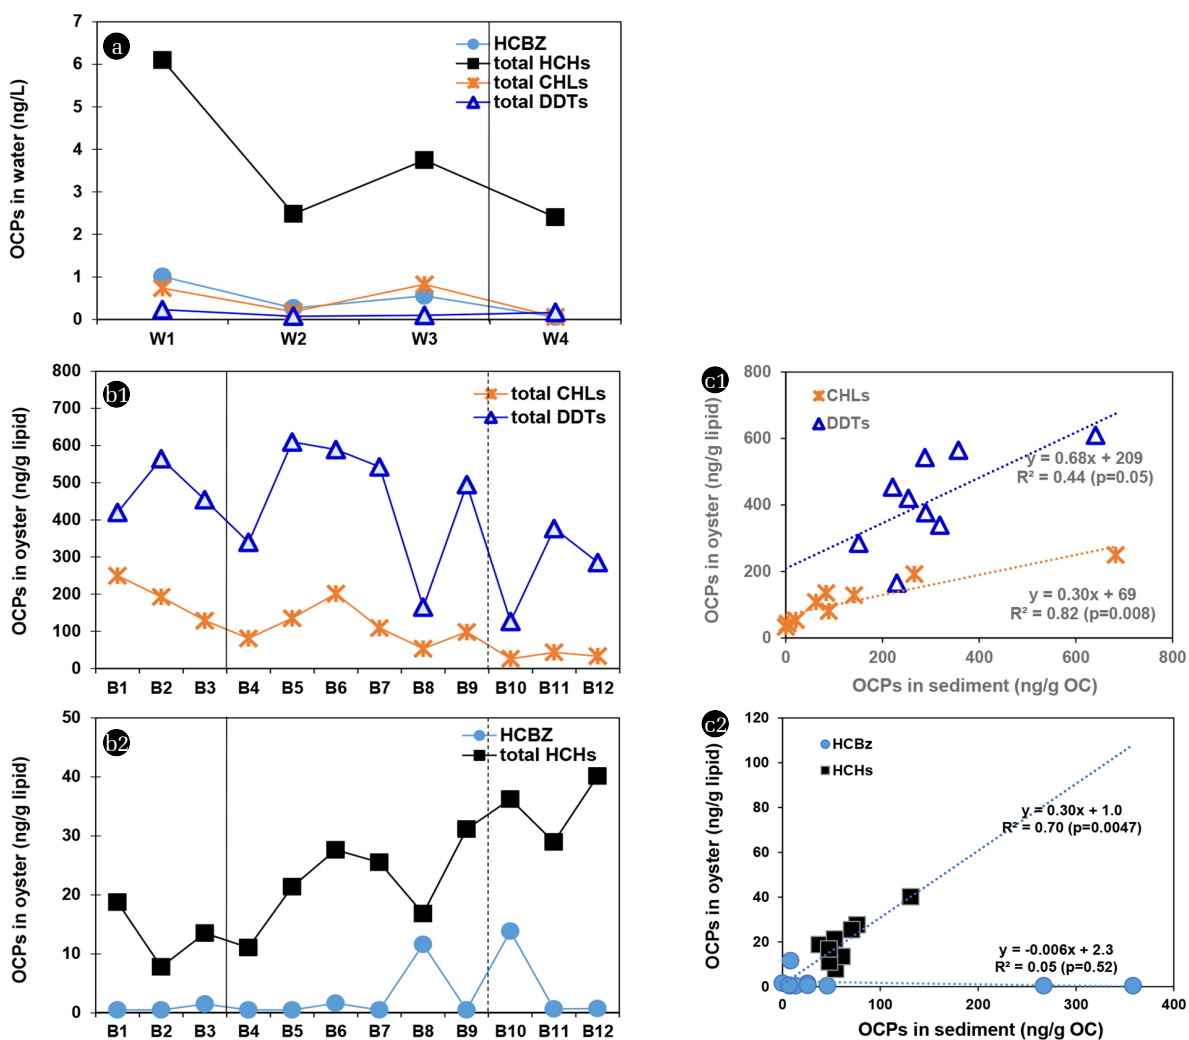 a
OCPs in water (ng/L)
7
6
5
4
3
2
1
0
HCBZ
total HCHs
total CHLs
total DDTs
W1 W2 W3 W4
b1
OCPs in oyster (ng/g lipid)
800
700
600
500
400
300
200
100
0
total CHLs
total DDTs
B1 B2 B3 B4 B5 B6 B7 B8 B9 B10 B11 B12
c1
OCPs in oyster (ng/g lipid)
800
600
400
200
0
CHLs
DDTs
y = 0.68x + 209
R² = 0.44 (p=0.05)
y = 0.30x + 69
R² = 0.82 (p=0.008)
0 200 400 600 800
OCPs in sediment (ng/g OC)
b2
OCPs in oyster (ng/g lipid)
50
40
30
20
10
0
HCBZ
total HCHs
B1 B2 B3 B4 B5 B6 B7 B8 B9 B10 B11 B12
c2
OCPs in oyster (ng/g lipid)
120
100
80
60
40
20
0
HCBz
HCHs
y = 0.30x + 1.0
R² = 0.70 (p=0.0047)
y = -0.006x + 2.3
R² = 0.05 (p=0.52)
0 100 200 300 400
OCPs in sediment (ng/g OC)